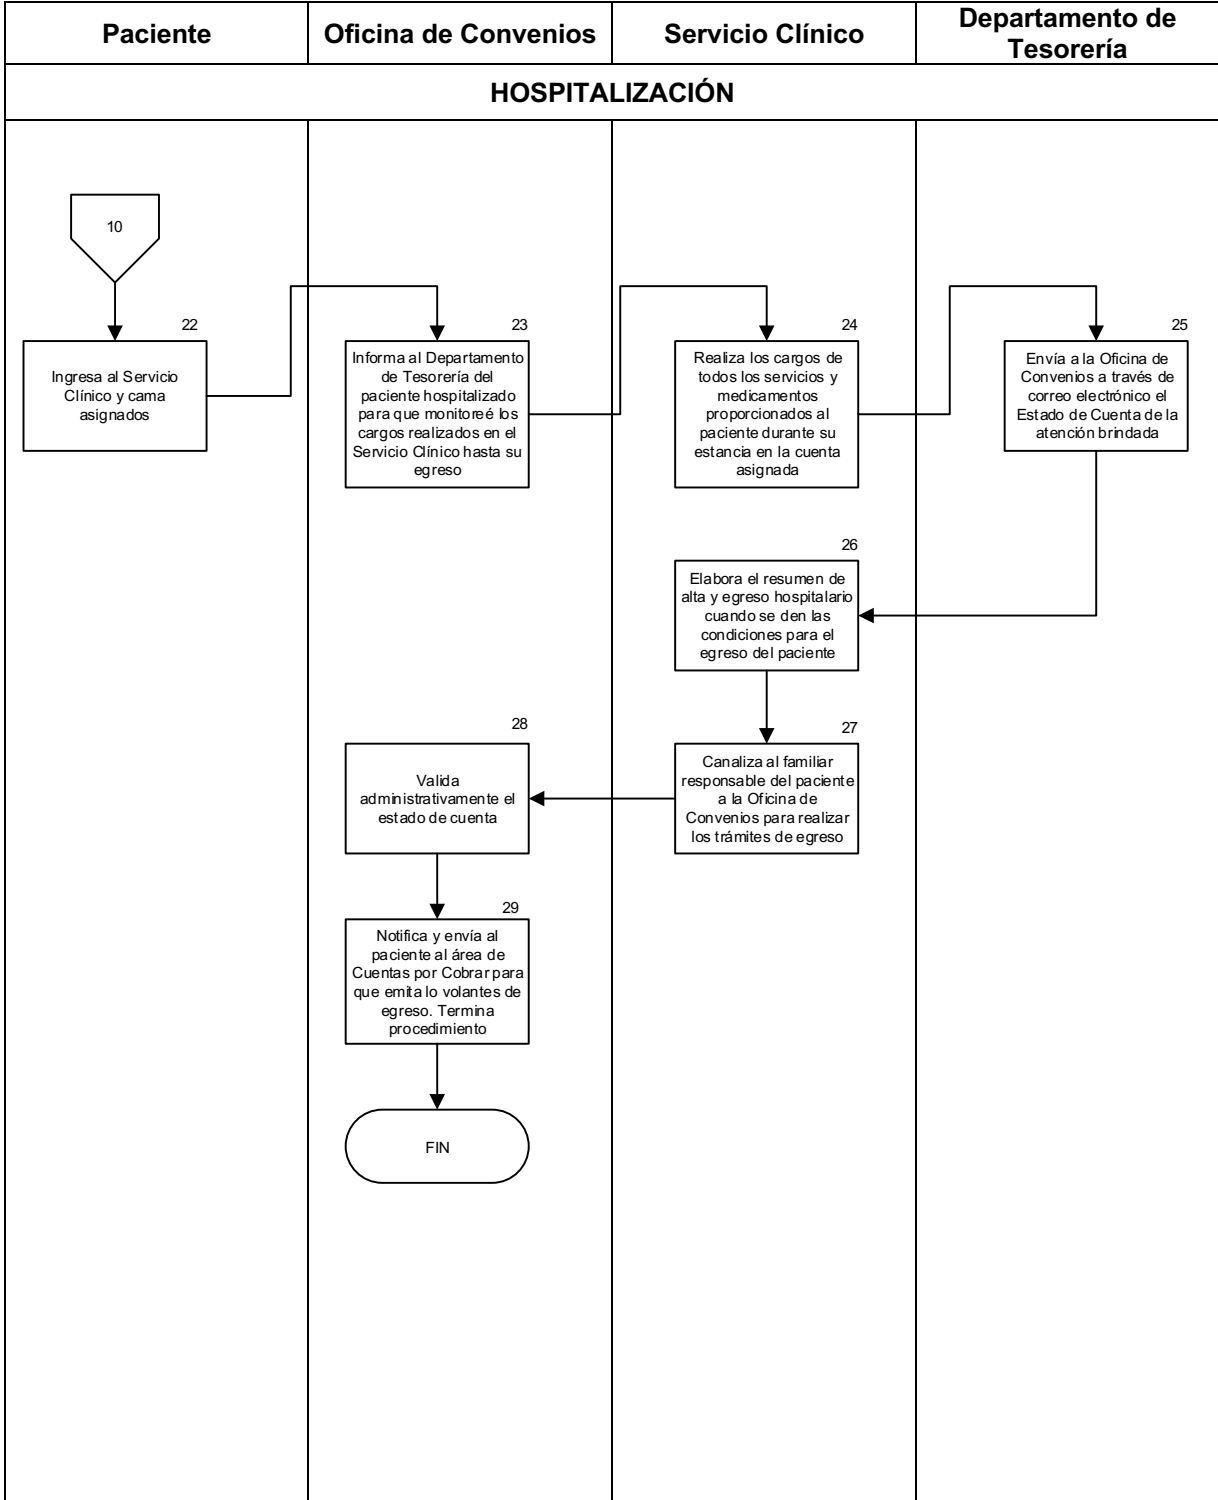 Paciente
Oficina de Convenios
Servicio Clínico
Departamento de
Tesorería
HOSPITALIZACIÓN
10
22
Ingresa al Servicio
Clínico y cama
asignados
23
Informa al Departamento
de Tesorería del
paciente hospitalizado
para que monitoreé los
cargos realizados en el
Servicio Clínico hasta su
egreso
24
Realiza los cargos de
todos los servicios y
medicamentos
proporcionados al
paciente durante su
estancia en la cuenta
asignada
25
Envía a la Oficina de
Convenios a través de
correo electrónico el
Estado de Cuenta de la
atención brindada
26
Elabora el resumen de
alta y egreso hospitalario
cuando se den las
condiciones para el
egreso del paciente
27
Canaliza al familiar
responsable del paciente
a la Oficina de
Convenios para realizar
los trámites de egreso
28
Valida
administrativamente el
estado de cuenta
29
Notifica y envía al
paciente al área de
Cuentas por Cobrar para
que emita lo volantes de
egreso. Termina
procedimiento
FIN